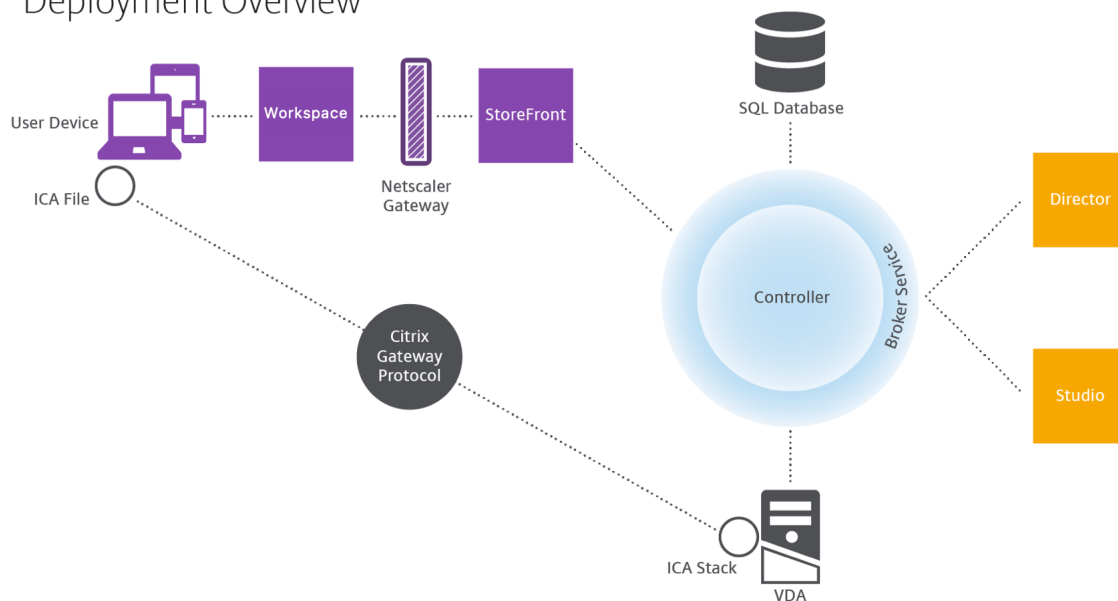 Deployment Overview
SQL Database
User Device
Workspace
StoreFront
Netscaler
Gateway
ICA File
Director
Broker Service
Controller
Citrix
Gateway
Protocol
Studio
ICA Stack
VDA